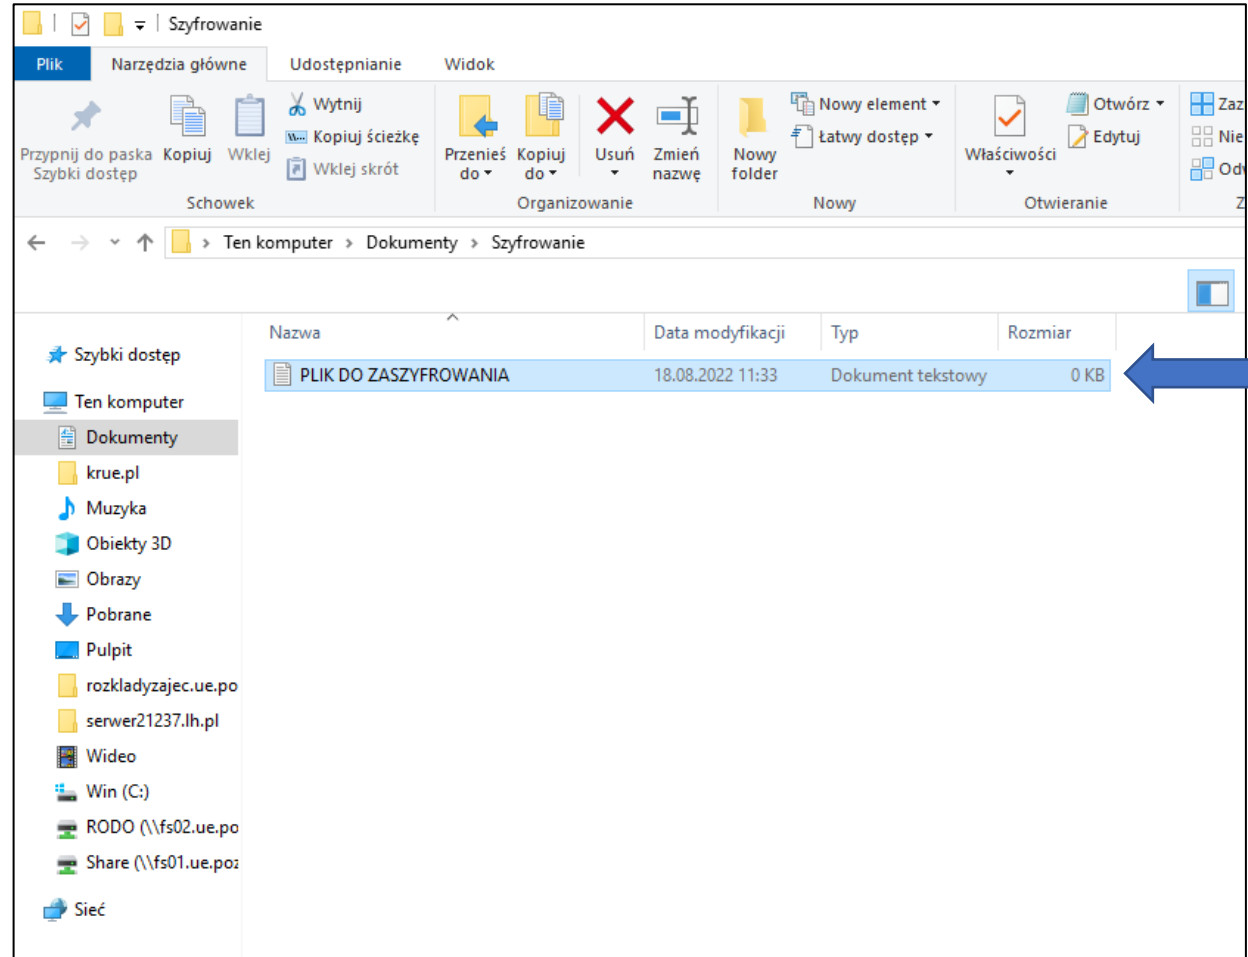 Szyfrowanie
Plik Narzędzia główne Udostępnianie Widok
Przypnij do paska
Szybki dostęp
Kopiuj
Wklej
Wytnij
Kopiuj ścieżkę
Wklej skrót
Schowek
Przenieś
do
Kopiuj
do
Usuń
Zmień
nazwę
Organizowanie
Nowy
folder
Nowy element
Łatwy dostęp
Nowy
Właściwości
Otwórz
Edytuj
Otwieranie
Zaz
Nie
Od
Z
Ten komputer > Dokumenty > Szyfrowanie
Nazwa Data modyfikacji Typ Rozmiar
PLIK DO ZASZYFROWANIA 18.08.2022 11:33 Dokument tekstowy 0 KB
Szybki dostęp
Ten komputer
Dokumenty
krue.pl
Muzyka
Obiekty 3D
Obrazy
Pobrane
Pulpit
rozkladyzajec.ue.po
serwer21237.lh.pl
Wideo
Win (C:)
RODO (\\fs02.ue.po
Share (\\fs01.ue.poz
Sieć